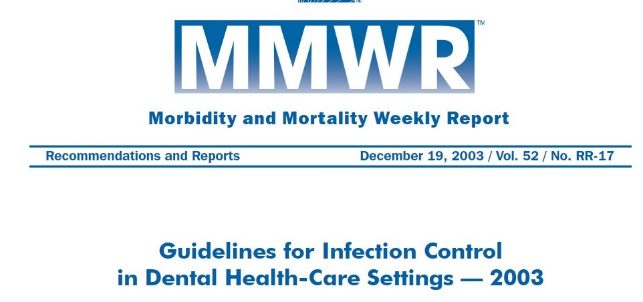 MMWR™
Morbidity and Mortality Weekly Report
Recommendations and Reports December 19, 2003 / Vol. 52 / No. RR-17
Guidelines for Infection Control
in Dental Health-Care Settings — 2003